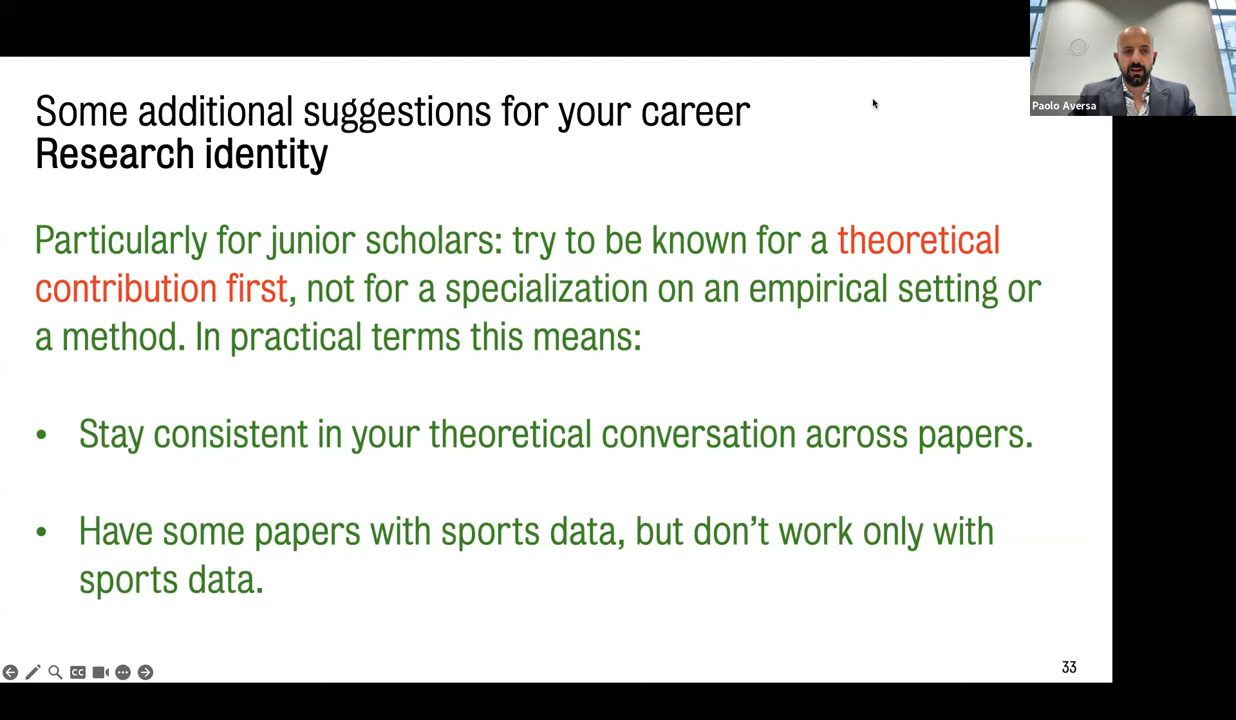 Paolo Aversa
Some additional suggestions for your career
Research identity
Particularly for junior scholars: try to be known for a theoretical
contribution first, not for a specialization on an empirical setting or
a method. In practical terms this means:
• Stay consistent in your theoretical conversation across papers.
• Have some papers with sports data, but don’t work only with
sports data.
CC
33